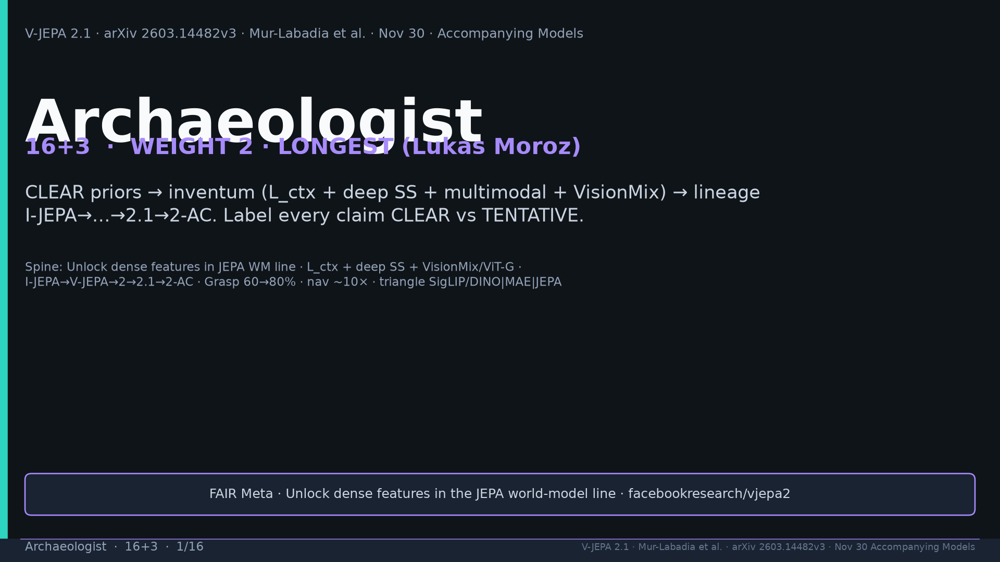 V-JEPA 2.1 · arXiv 2603.14482v3 · Mur-Labadia et al. · Nov 30 · Accompanying Models
Archaeologist
16+3 · WEIGHT 2 · LONGEST (Lukas Moroz)
CLEAR priors → inventum (L_ctx + deep SS + multimodal + VisionMix) → lineage
I-JEPA→…→2.1→2-AC. Label every claim CLEAR vs TENTATIVE.
Spine: Unlock dense features in JEPA WM line · L_ctx + deep SS + VisionMix/ViT-G ·
I-JEPA→V-JEPA→2→2.1→2-AC · Grasp 60→80% · nav ~10× · triangle SigLIP/DINO|MAE|JEPA
FAIR Meta · Unlock dense features in the JEPA world-model line · facebookresearch/vjepa2
Archaeologist · 16+3 · 1/16
V-JEPA 2.1 · Mur-Labadia et al. · arXiv 2603.14482v3 · Nov 30 Accompanying Models